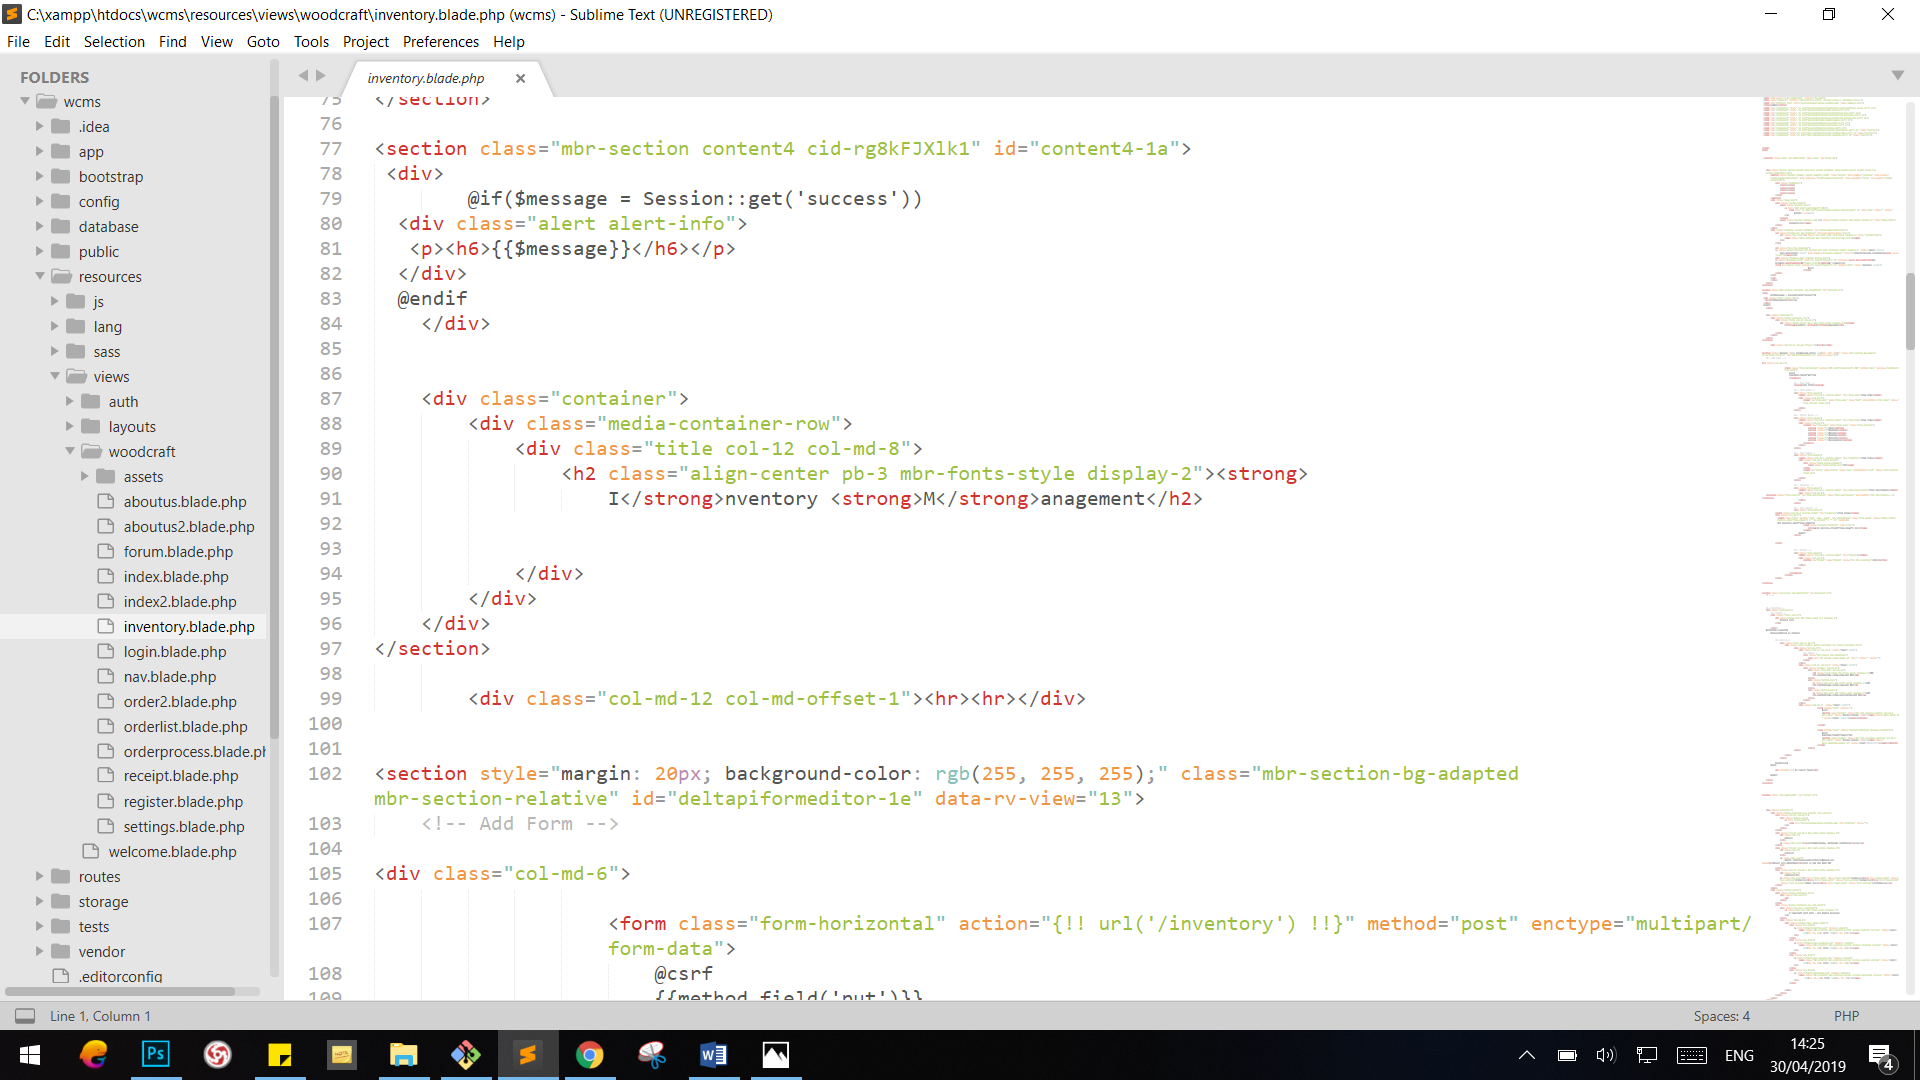 C:\xampp\htdocs\wcms\resources\views\woodcraft\inventory.blade.php (wcms) - Sublime Text (UNREGISTERED)
File Edit Selection Find View Goto Tools Project Preferences Help
FOLDERS
wcms
.idea
app
bootstrap
config
database
public
resources
js
lang
sass
views
auth
layouts
woodcraft
assets
aboutus.blade.php
aboutus2.blade.php
forum.blade.php
index.blade.php
index2.blade.php
inventory.blade.php
login.blade.php
nav.blade.php
order2.blade.php
orderlist.blade.php
orderprocess.blade.ph
receipt.blade.php
register.blade.php
settings.blade.php
welcome.blade.php
routes
storage
tests
vendor
.editorconfig
inventory.blade.php
75 </section>
76
77 <section class="mbr-section content4 cid-rg8kFJXlk1" id="content4-1a">
78 <div>
79 @if($message = Session::get('success'))
80 <div class="alert alert-info">
81 <p><h6>{{$message}}</h6></p>
82 </div>
83 @endif
84 </div>
85
86
87 <div class="container">
88 <div class="media-container-row">
89 <div class="title col-12 col-md-8">
90 <h2 class="align-center pb-3 mbr-fonts-style display-2"><strong>
91 I</strong>nventory <strong>M</strong>anagement</h2>
92
93
94 </div>
95 </div>
96 </div>
97 </section>
98
99 <div class="col-md-12 col-md-offset-1"><hr><hr></div>
100
101
102 <section style="margin: 20px; background-color: rgb(255, 255, 255);" class="mbr-section-bg-adapted
mbr-section-relative" id="deltapiformeditor-1e" data-rv-view="13">
103 <!-- Add Form -->
104
105 <div class="col-md-6">
106
107 <form class="form-horizontal" action="{!! url('/inventory') !!}" method="post" enctype="multipart/
form-data">
108 @csrf
109 {{method_field('put')}}
Line 1, Column 1
Spaces: 4
PHP
Ps
ENG
14:25
30/04/2019
4